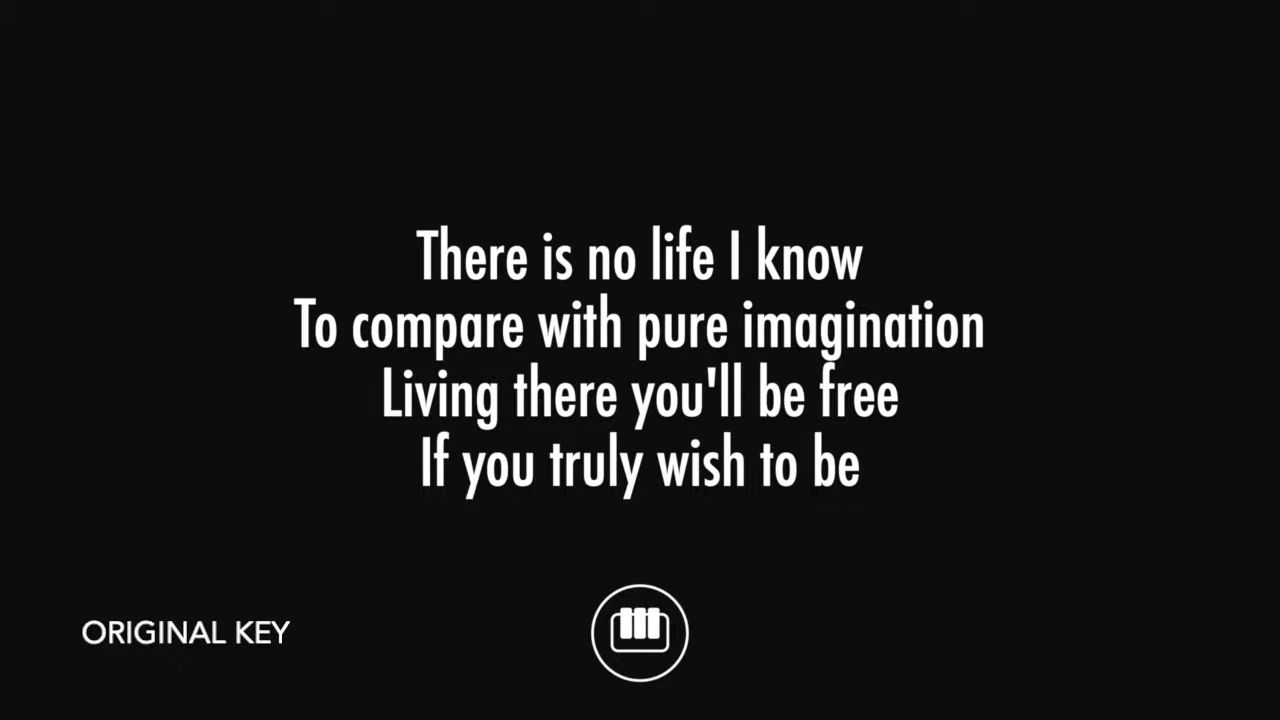 There is no life I know
To compare with pure imagination
Living there you'll be free
If you truly wish to be
ORIGINAL KEY